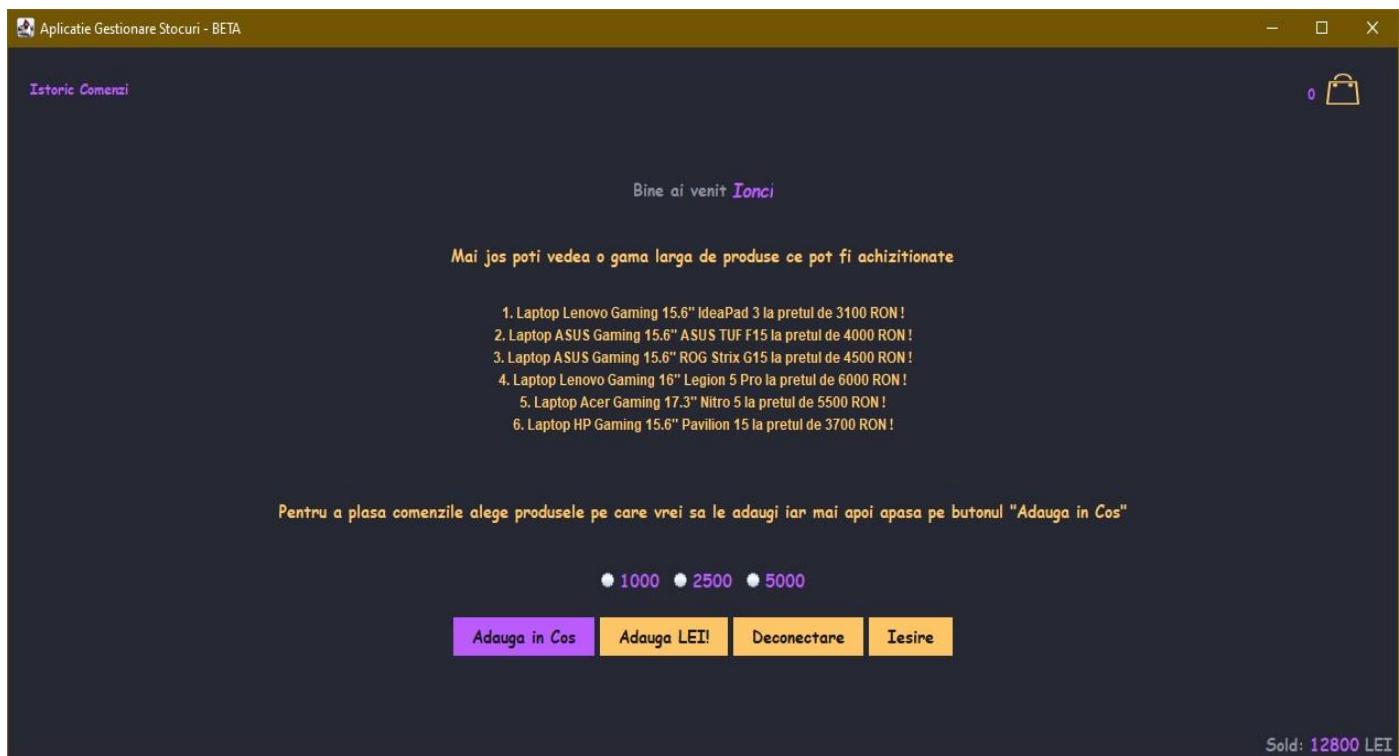 Aplicatie Gestionare Stocuri - BETA
Istoric Comenzi
0
Bine ai venit Ionci
Mai jos poti vedea o gama larga de produse ce pot fi achizitionate
1. Laptop Lenovo Gaming 15.6" IdeaPad 3 la pretul de 3100 RON !
2. Laptop ASUS Gaming 15.6" ASUS TUF F15 la pretul de 4000 RON !
3. Laptop ASUS Gaming 15.6" ROG Strix G15 la pretul de 4500 RON !
4. Laptop Lenovo Gaming 16" Legion 5 Pro la pretul de 6000 RON !
5. Laptop Acer Gaming 17.3" Nitro 5 la pretul de 5500 RON !
6. Laptop HP Gaming 15.6" Pavilion 15 la pretul de 3700 RON !
Pentru a plasa comenzile alege produsele pe care vrei sa le adaugi iar mai apoi apasa pe butonul "Adauga in Cos"
1000 2500 5000
Adauga in Cos Adauga LEI! Deconectare Iesire
Sold: 12800 LEI